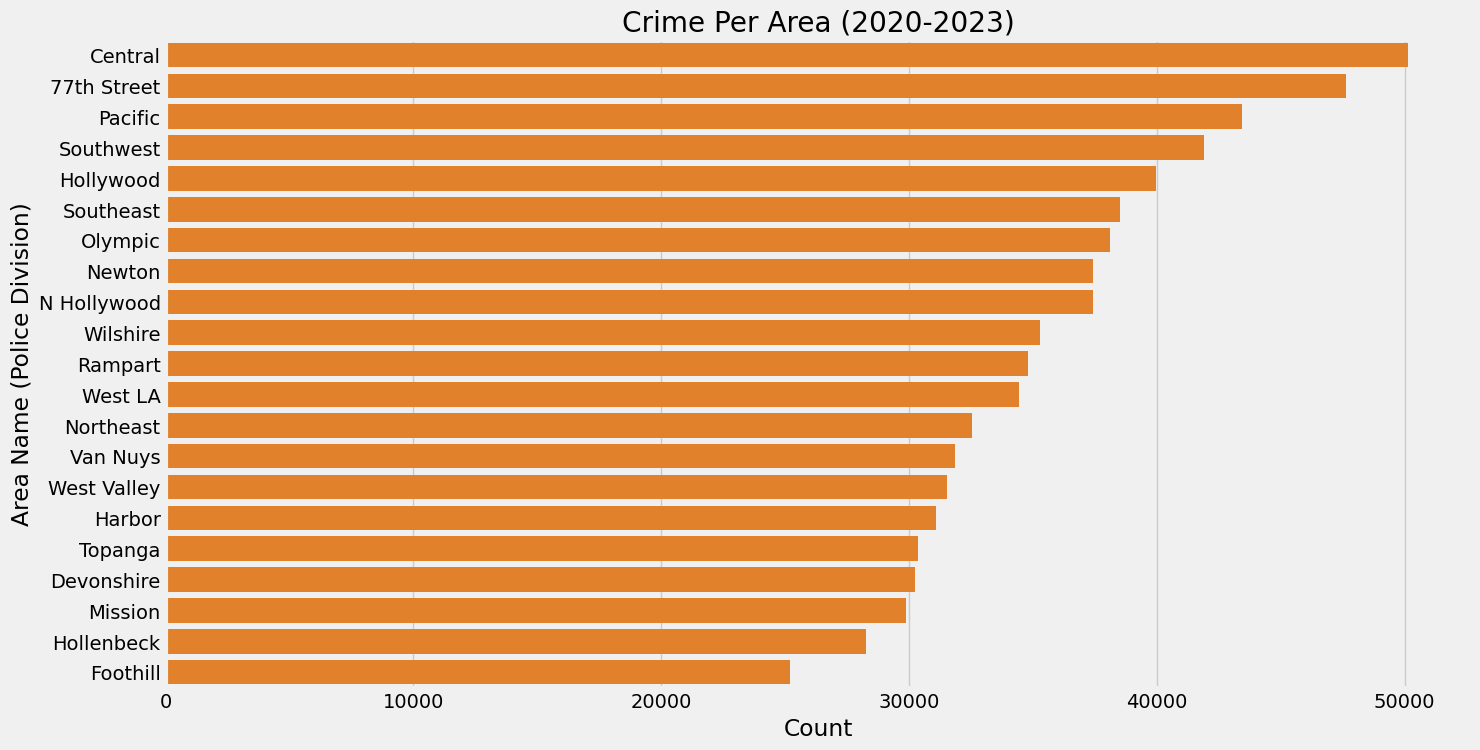 Crime Per Area (2020-2023)
Area Name (Police Division)
Central
77th Street
Pacific
Southwest
Hollywood
Southeast
Olympic
Newton
N Hollywood
Wilshire
Rampart
West LA
Northeast
Van Nuys
West Valley
Harbor
Topanga
Devonshire
Mission
Hollenbeck
Foothill
0 10000 20000 30000 40000 50000
Count